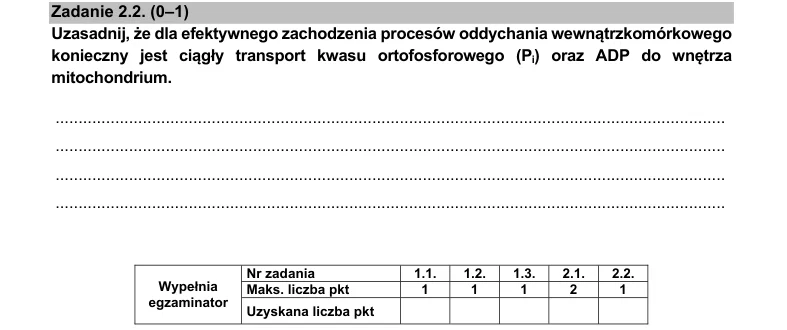 Zadanie 2.2. (0–1)
Uzasadnij, że dla efektywnego zachodzenia procesów oddychania wewnątrzkomórkowego
konieczny jest ciągły transport kwasu ortofosforowego (Pi) oraz ADP do wnętrza
mitochondrium.
Wypełnia egzaminator
Nr zadania 1.1. 1.2. 1.3. 2.1. 2.2.
Maks. liczba pkt 1 1 1 2 1
Uzyskana liczba pkt